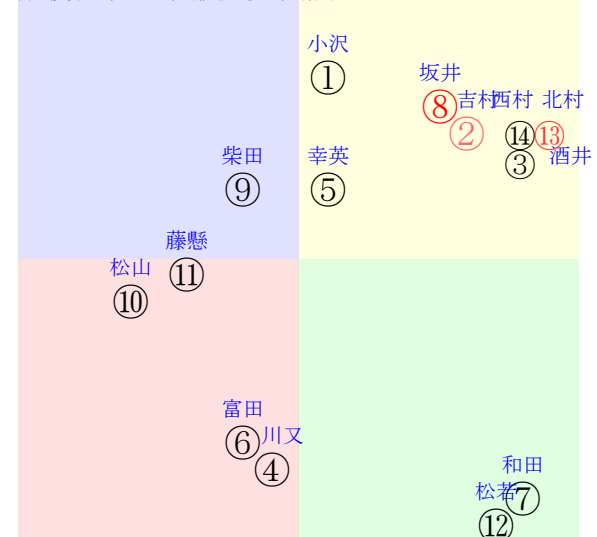 小沢
①
坂井
⑧
吉村
②
西村
⑭
北村
⑬
酒井
③
柴田
⑨
幸英
⑤
藤懸
⑪
松山
⑩
富田
⑥
川又
④
和田
⑦
松若
⑫